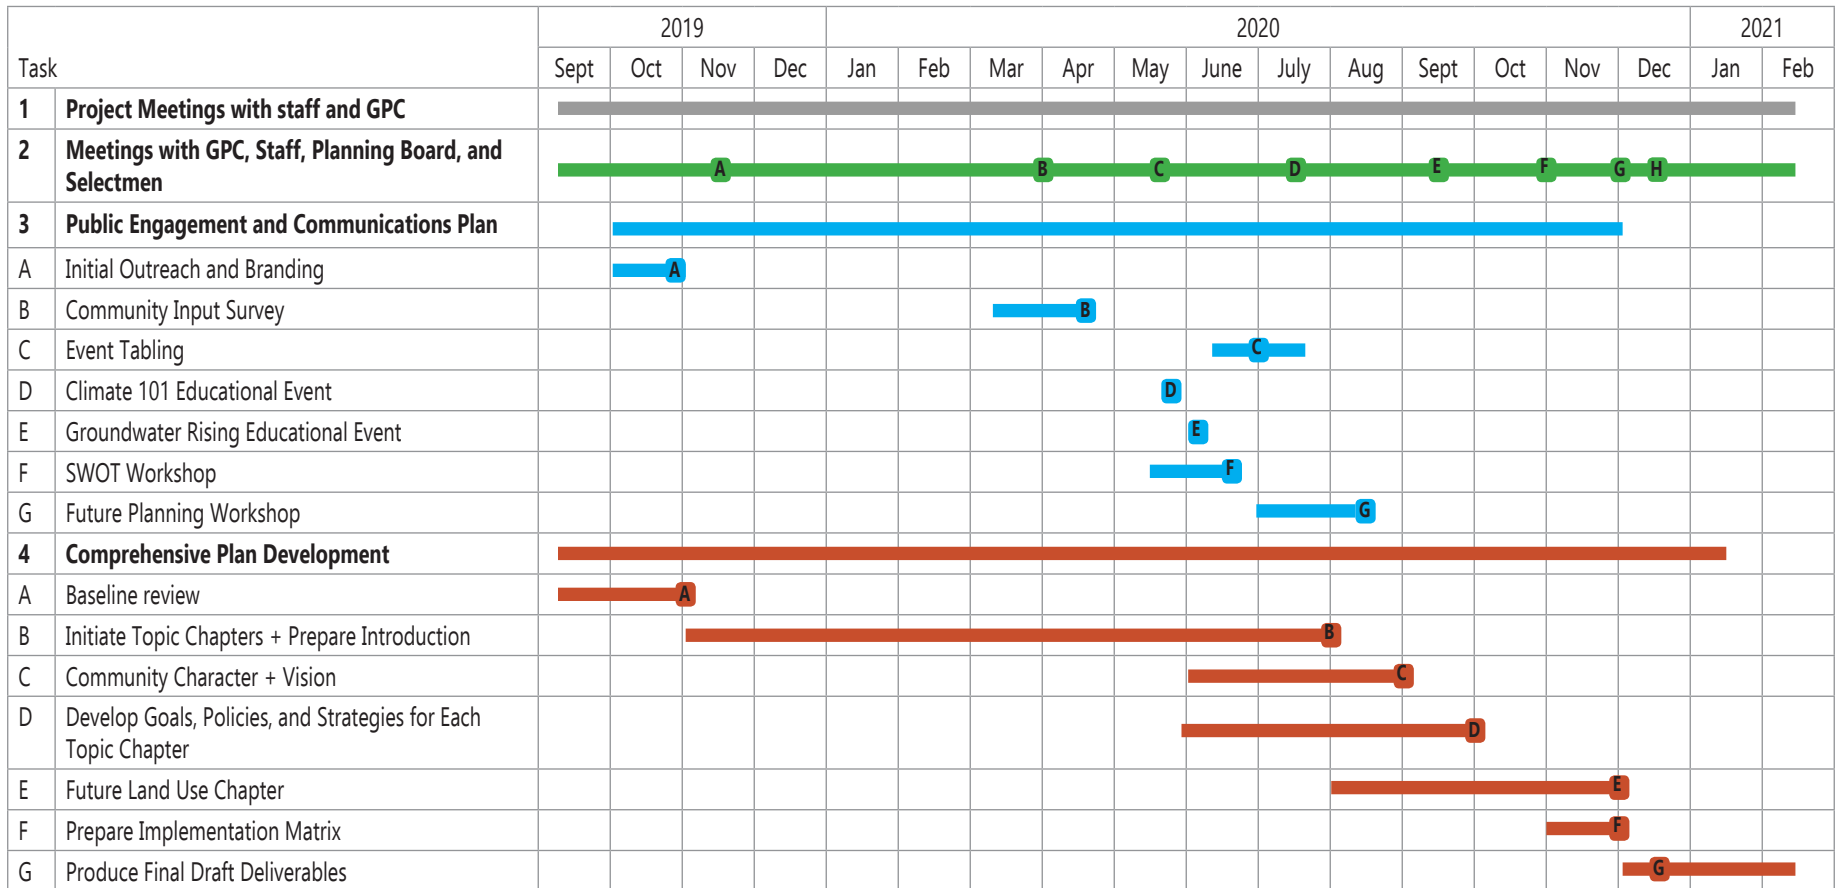 2019 2020 2021
Task Sept Oct Nov Dec Jan Feb Mar Apr May June July Aug Sept Oct Nov Dec Jan Feb
1 Project Meetings with staff and GPC
2 Meetings with GPC, Staff, Planning Board, and
Selectmen
A B C D E F G H
3 Public Engagement and Communications Plan
A Initial Outreach and Branding A
B Community Input Survey B
C Event Tabling C
D Climate 101 Educational Event D
E Groundwater Rising Educational Event E
F SWOT Workshop F
G Future Planning Workshop G
4 Comprehensive Plan Development
A Baseline review A
B Initiate Topic Chapters + Prepare Introduction B
C Community Character + Vision C
D Develop Goals, Policies, and Strategies for Each
Topic Chapter
D
E Future Land Use Chapter E
F Prepare Implementation Matrix F
G Produce Final Draft Deliverables G